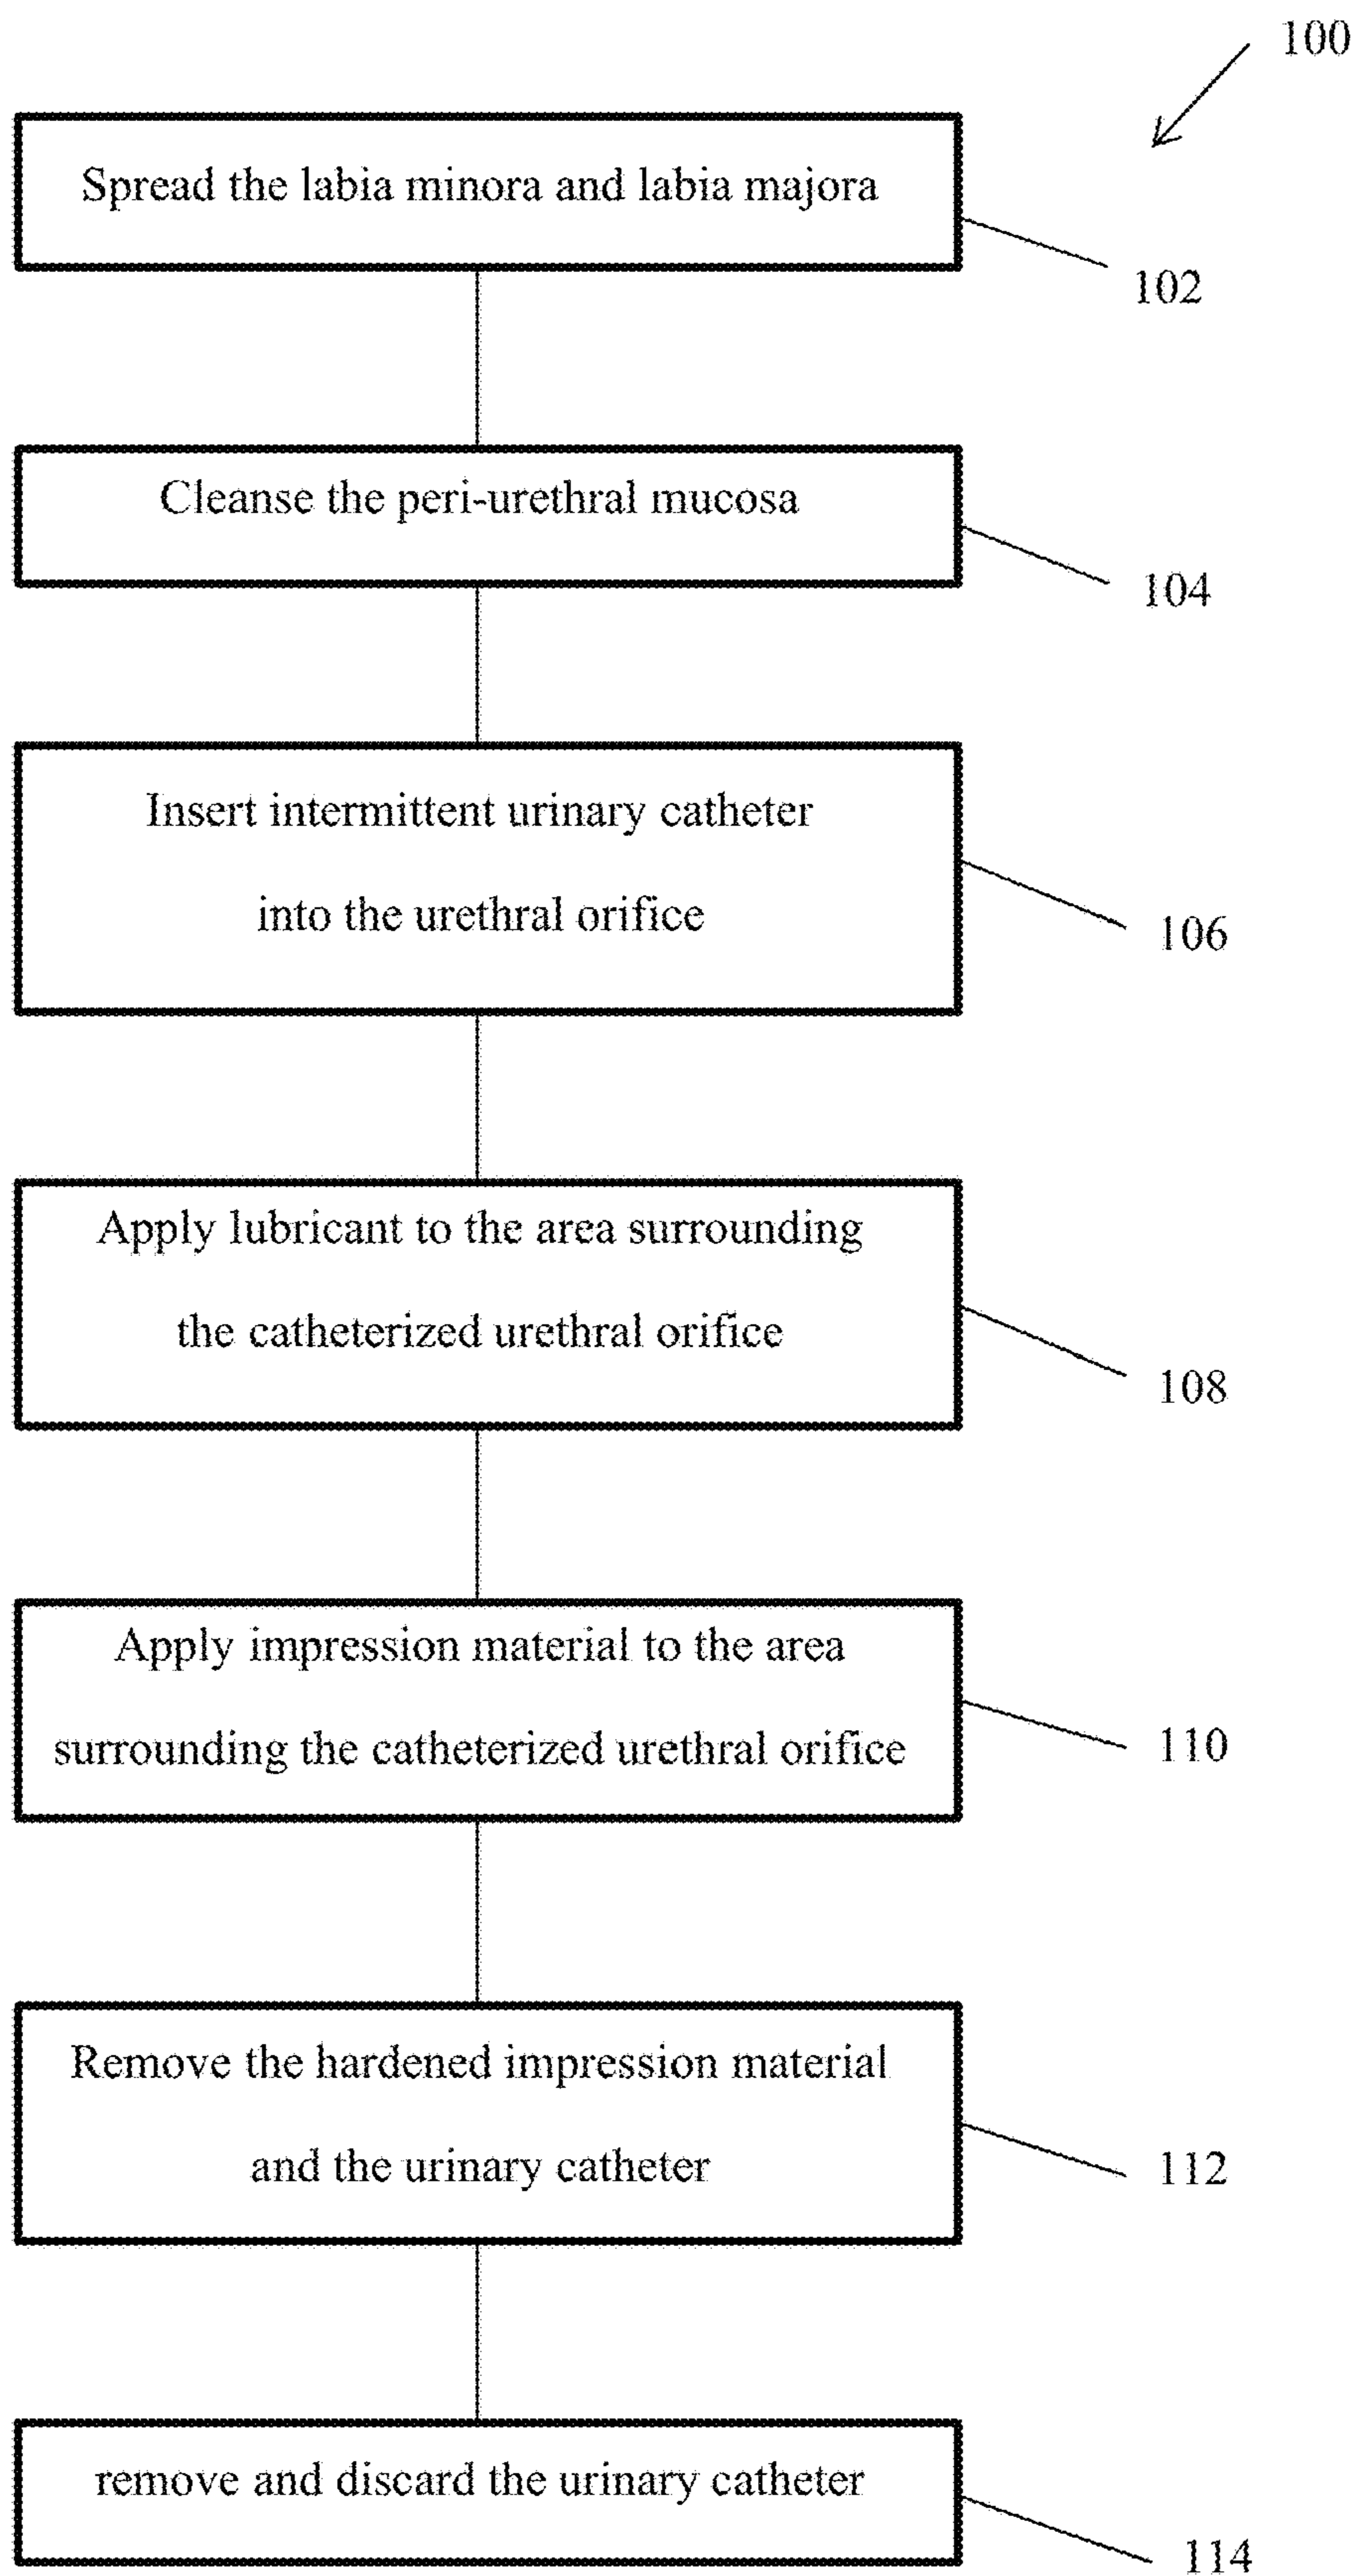 100
Spread the labia minora and labia majora
102
Cleanse the peri-urethral mucosa
104
Insert intermittent urinary catheter
into the urethral orifice
106
Apply lubricant to the area surrounding
the catheterized urethral orifice
108
Apply impression material to the area
surrounding the catheterized urethral orifice
110
Remove the hardened impression material
and the urinary catheter
112
remove and discard the urinary catheter
114